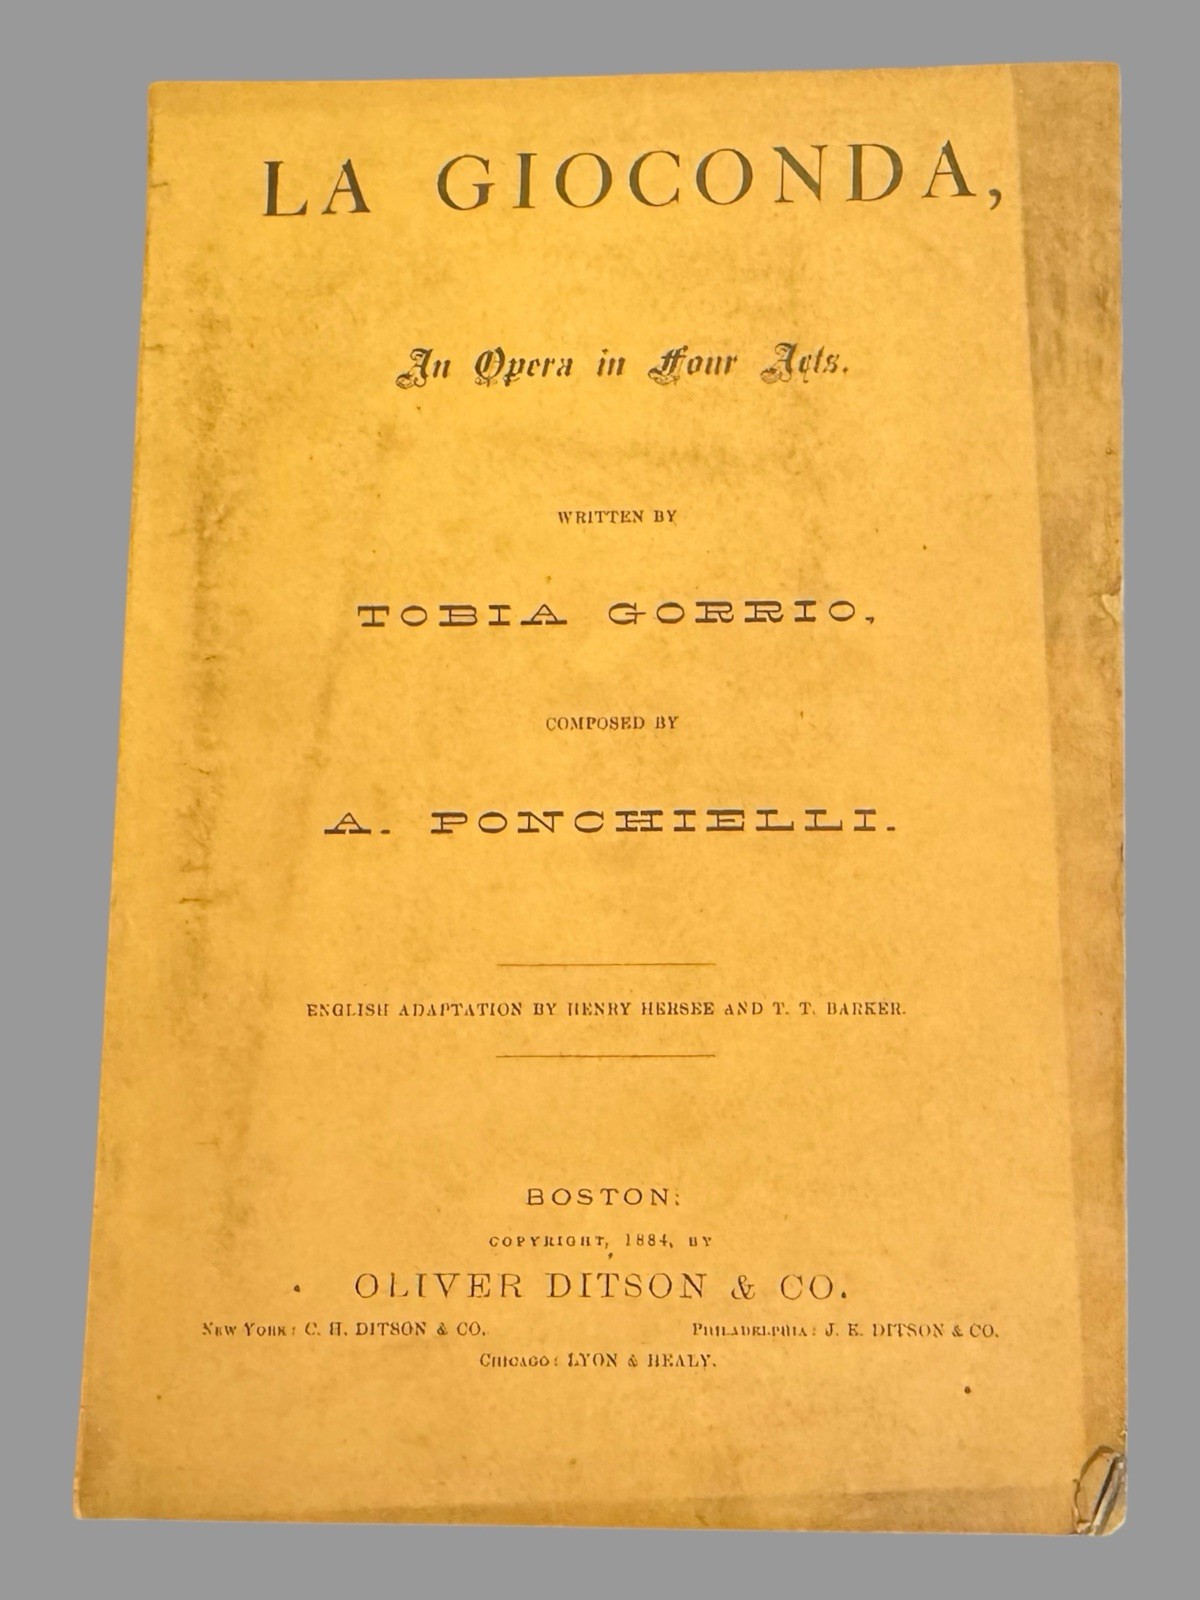 LA GIOCONDA,
An Opera in Four Acts.
WRITTEN BY
TOBIA GORRIO,
COMPOSED BY
A. PONCHIELLI.
ENGLISH ADAPTATION BY HENRY HERSEE AND T. T. BARKER.
BOSTON:
COPYRIGHT, 1884, BY
OLIVER DITSON & CO.
NEW YORK: C. H. DITSON & CO. PHILADELPHIA: J. E. DITSON & CO.
CHICAGO: LYON & HEALY.